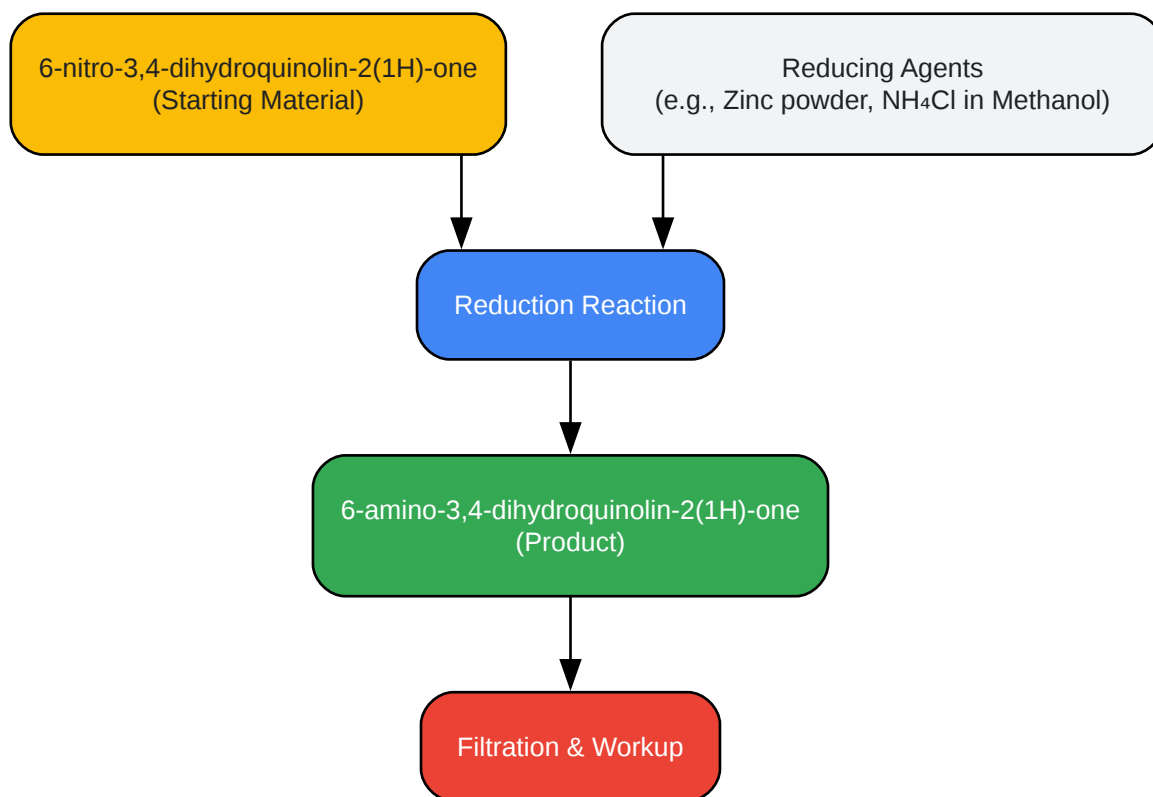 6-nitro-3,4-dihydroquinolin-2(1H)-one
(Starting Material)
Reducing Agents
(e.g., Zinc powder, NH₄Cl in Methanol)
Reduction Reaction
6-amino-3,4-dihydroquinolin-2(1H)-one
(Product)
Filtration & Workup